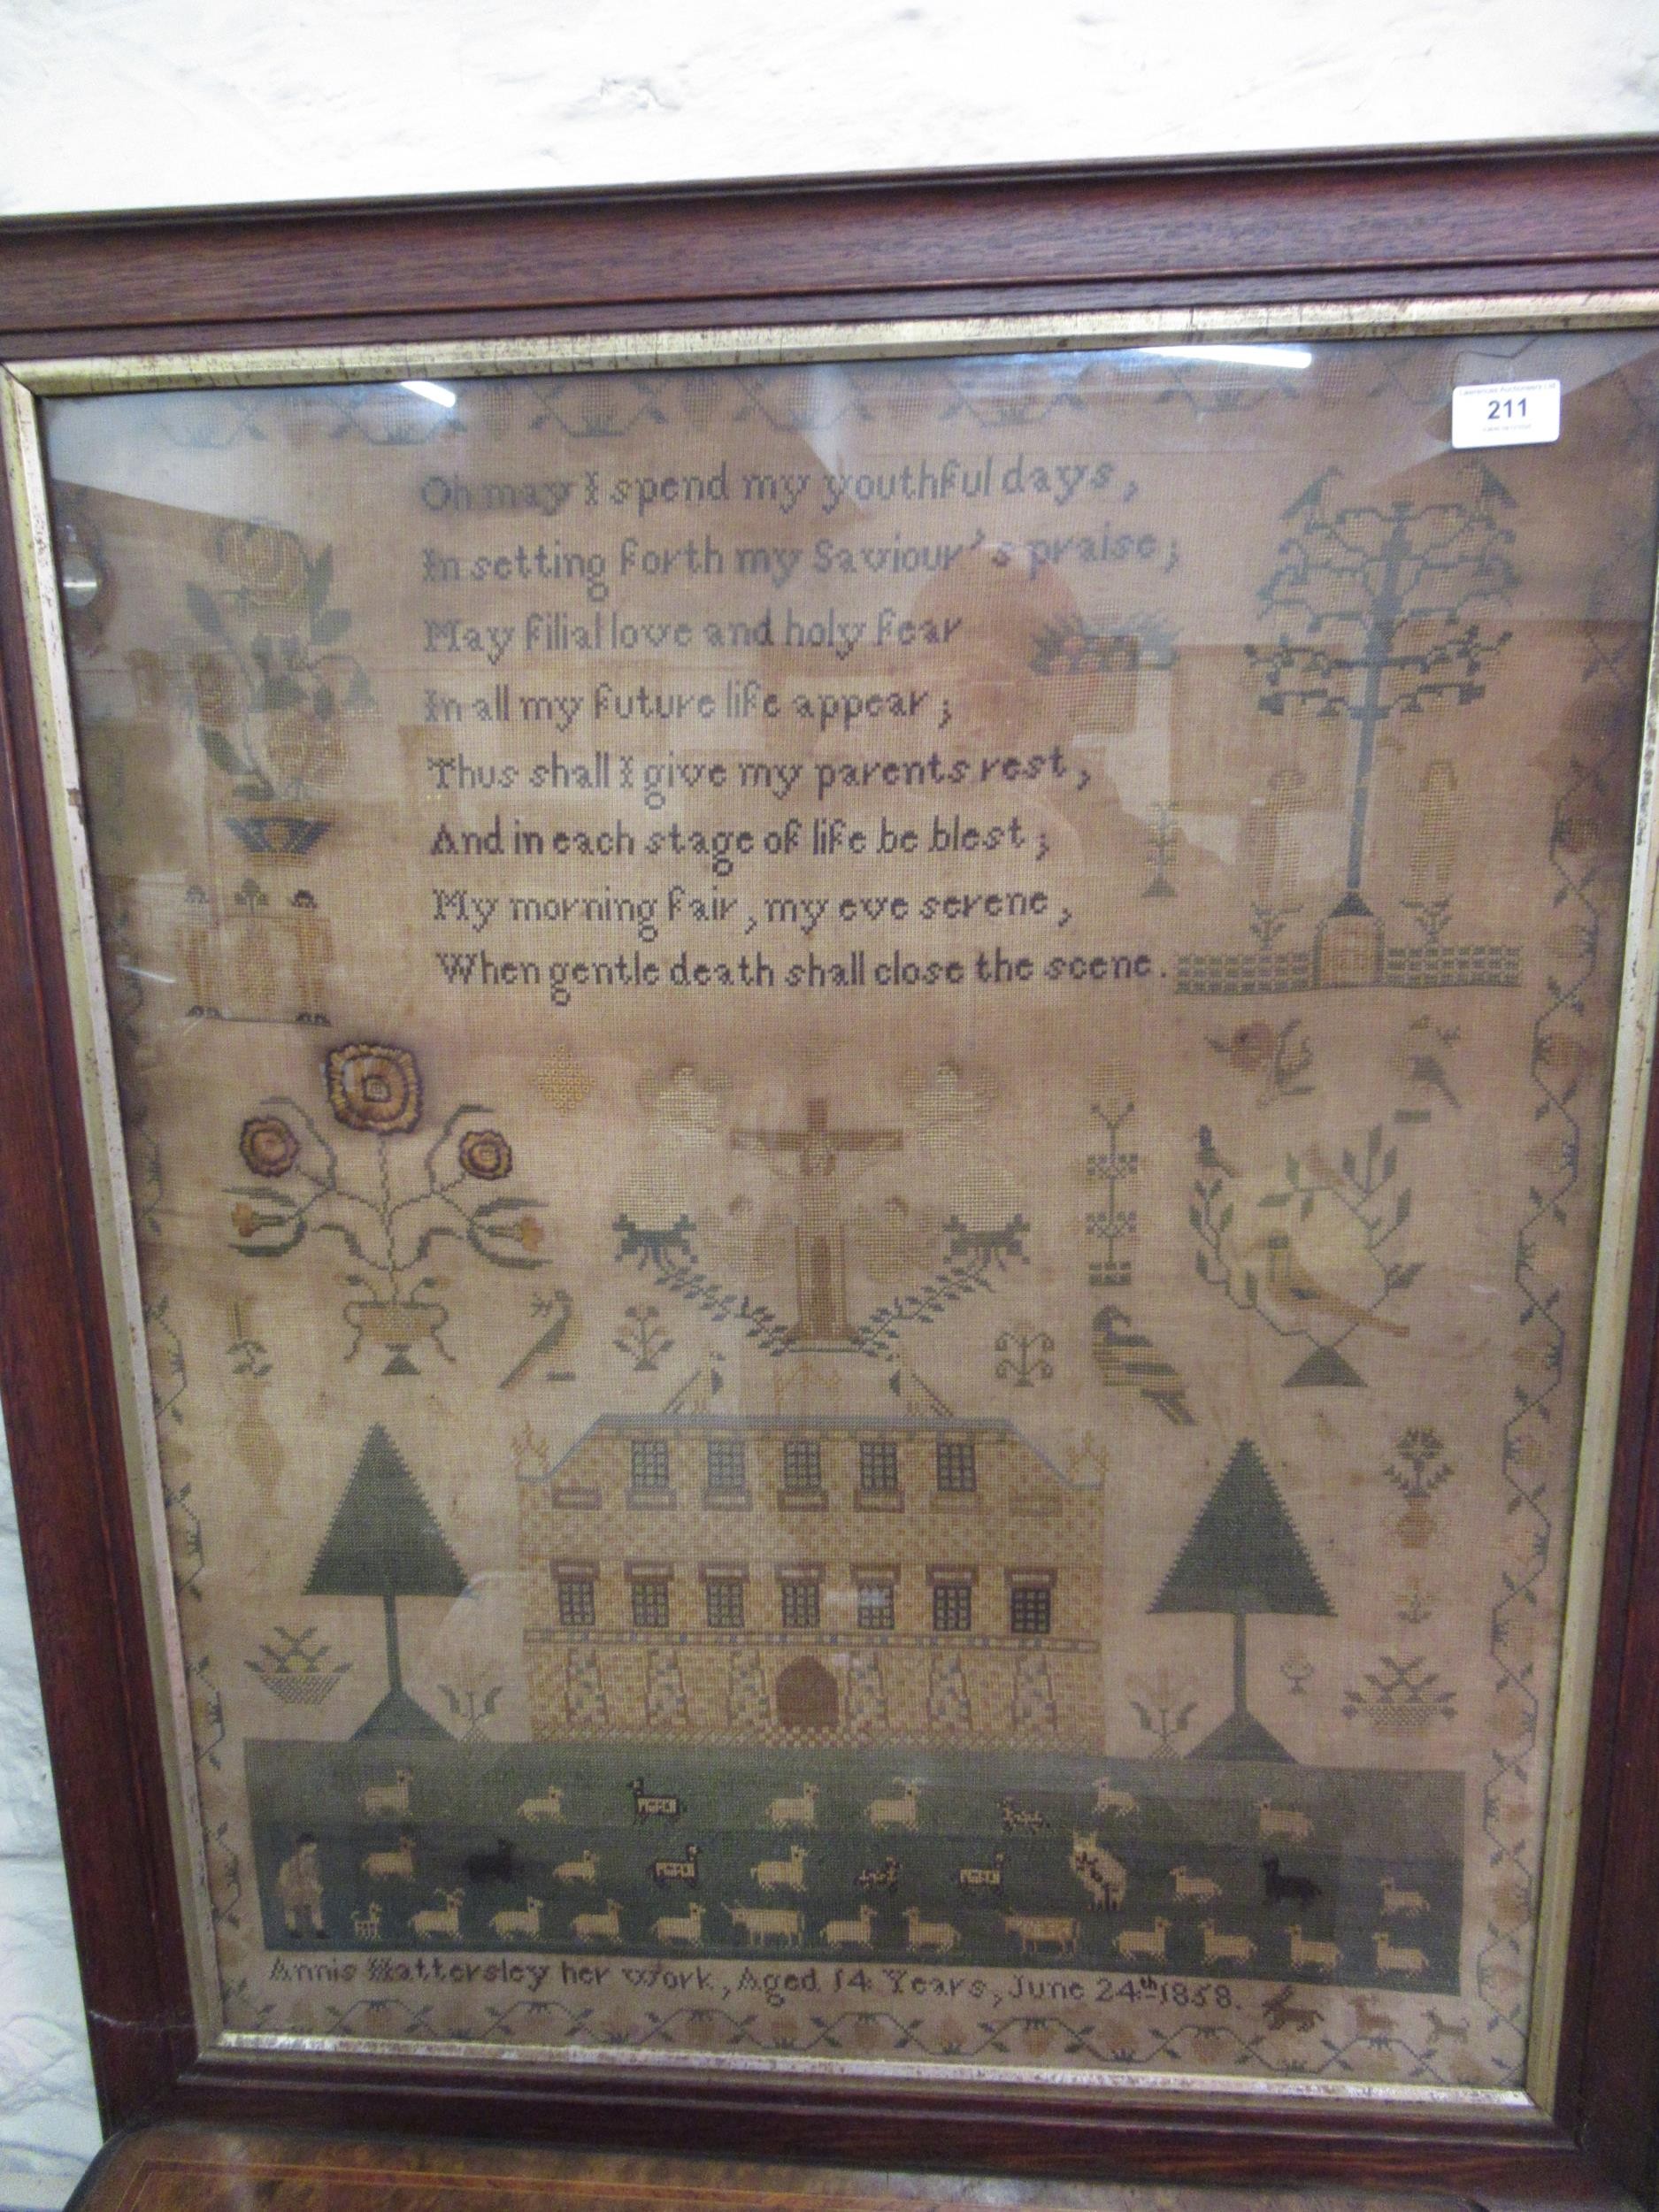 211
Oh may I spend my youthful days,
In setting forth my Saviour's praise;
May filial love and holy fear
In all my future life appear;
Thus shall I give my parents rest,
And in each stage of life be blest;
My morning fair, my eve serene,
When gentle death shall close the scene.
Annis Hattersley her work, Aged 14 Years, June 24th 1858.